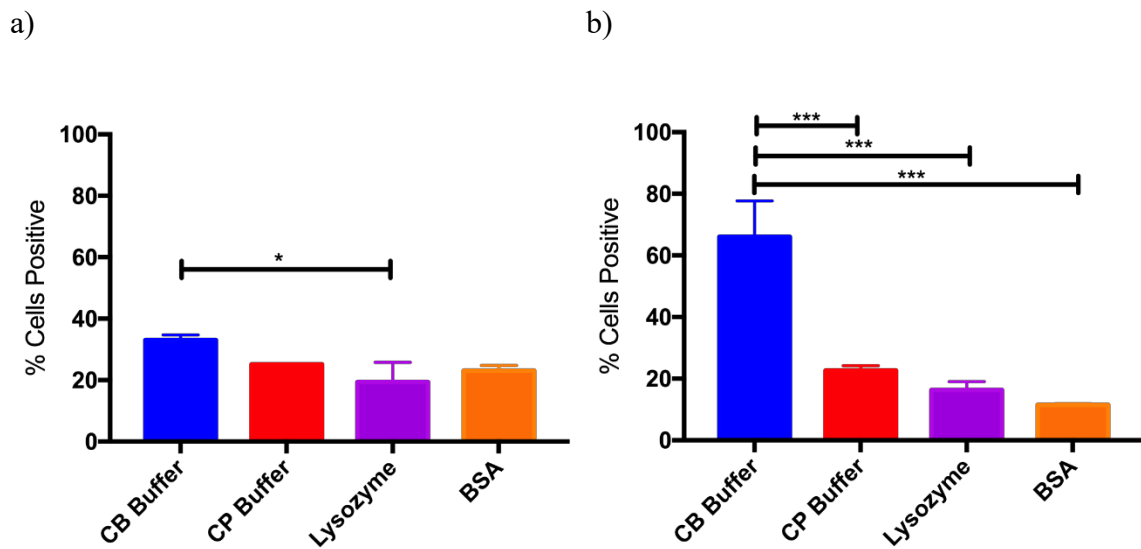 a)
b)
% Cells Positive
100
80
60
40
20
0
*
CB Buffer
CP Buffer
Lysozyme
BSA
% Cells Positive
100
80
60
40
20
0
***
***
***
CB Buffer
CP Buffer
Lysozyme
BSA